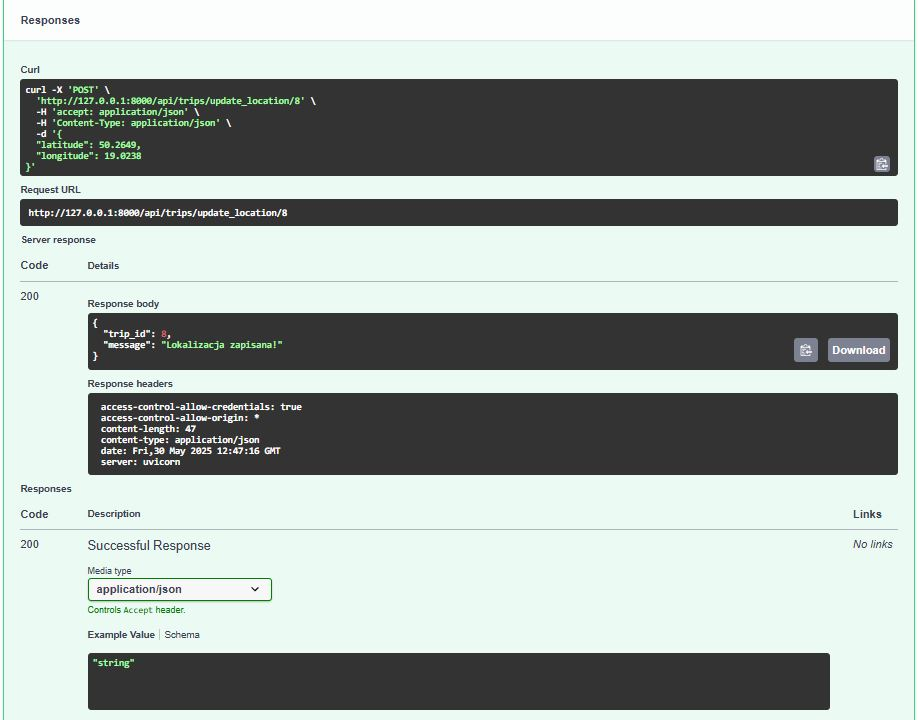 Responses
Curl
curl -X 'POST' \
  'http://127.0.0.1:8000/api/trips/update_location/8' \
  -H 'accept: application/json' \
  -H 'Content-Type: application/json' \
  -d '{
  "latitude": 50.2649,
  "longitude": 19.0238
}'
Request URL
http://127.0.0.1:8000/api/trips/update_location/8
Server response
Code Details
200
Response body
{
  "trip_id": 8,
  "message": "Lokalizacja zapisana!"
}
Download
Response headers
access-control-allow-credentials: true
access-control-allow-origin: *
content-length: 47
content-type: application/json
date: Fri,30 May 2025 12:47:16 GMT
server: uvicorn
Responses
Code Description Links
200 Successful Response No links
Media type
application/json
Controls Accept header.
Example Value Schema
"string"